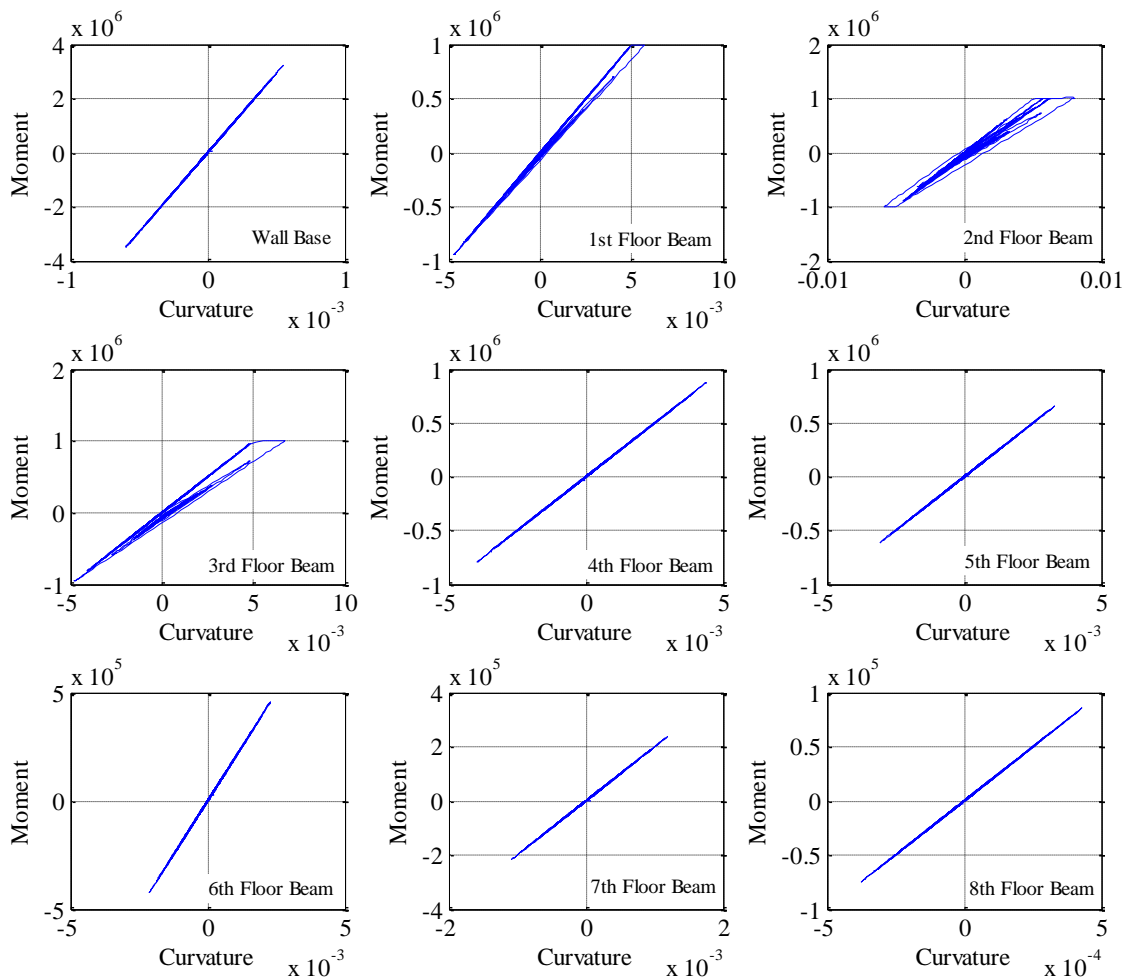 x 10^6
Moment
4
2
0
-2
-4
-1
0
1
Curvature
x 10^-3
Wall Base
x 10^6
Moment
1
0.5
0
-0.5
-1
-5
0
5
10
Curvature
x 10^-3
1st Floor Beam
x 10^6
Moment
2
1
0
-1
-2
-0.01
0
0.01
Curvature
2nd Floor Beam
x 10^6
Moment
2
1
0
-1
-5
0
5
10
Curvature
x 10^-3
3rd Floor Beam
x 10^6
Moment
1
0.5
0
-0.5
-1
-5
0
5
Curvature
x 10^-3
4th Floor Beam
x 10^6
Moment
1
0.5
0
-0.5
-1
-5
0
5
Curvature
x 10^-3
5th Floor Beam
x 10^5
Moment
5
0
-5
-5
0
5
Curvature
x 10^-3
6th Floor Beam
x 10^5
Moment
4
2
0
-2
-4
-2
0
2
Curvature
x 10^-3
7th Floor Beam
x 10^5
Moment
1
0.5
0
-0.5
-1
-5
0
5
Curvature
x 10^-4
8th Floor Beam